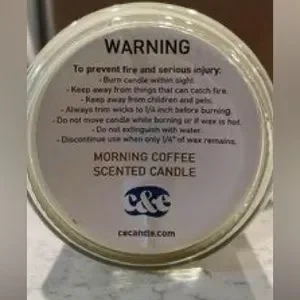 WARNING
To prevent fire and serious injury:
- Burn candle within sight.
- Keep away from things that can catch fire.
- Keep away from children and pets.
- Always trim wicks to 1/4 inch before burning.
- Do not move candle while burning or if wax is hot.
- Do not extinguish with water.
- Discontinue use when only 1/4" of wax remains.
MORNING COFFEE
SCENTED CANDLE
c&c
cecandle.com